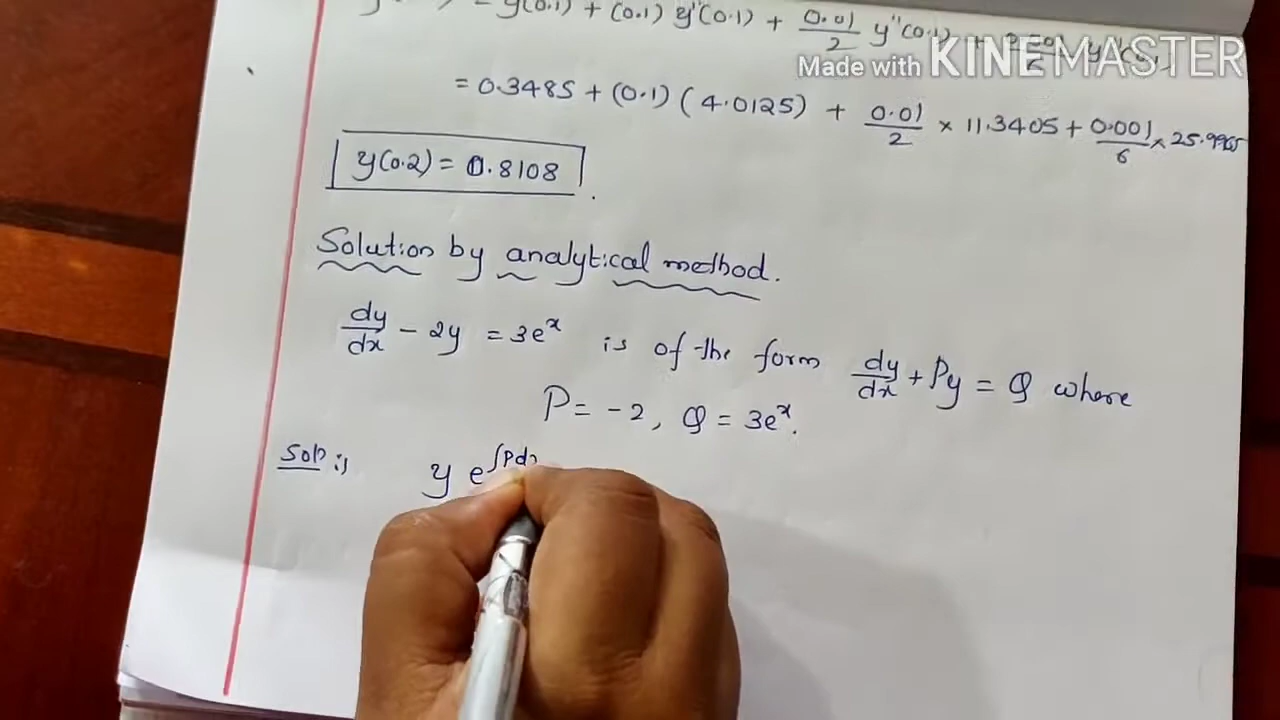 = y(0.1) + (0.1) y'(0.1) + 0.01/2 y"(0.1) +
Made with KINEMASTER
= 0.3485 + (0.1) (4.0125) + 0.01/2 × 11.3405 + 0.001/6 × 25.9965
y(0.2) = 0.8108
Solution by analytical method.
dy/dx - 2y = 3e^x is of the form dy/dx + Py = Q where
P = -2, Q = 3e^x.
Soln is y e^∫Pdx